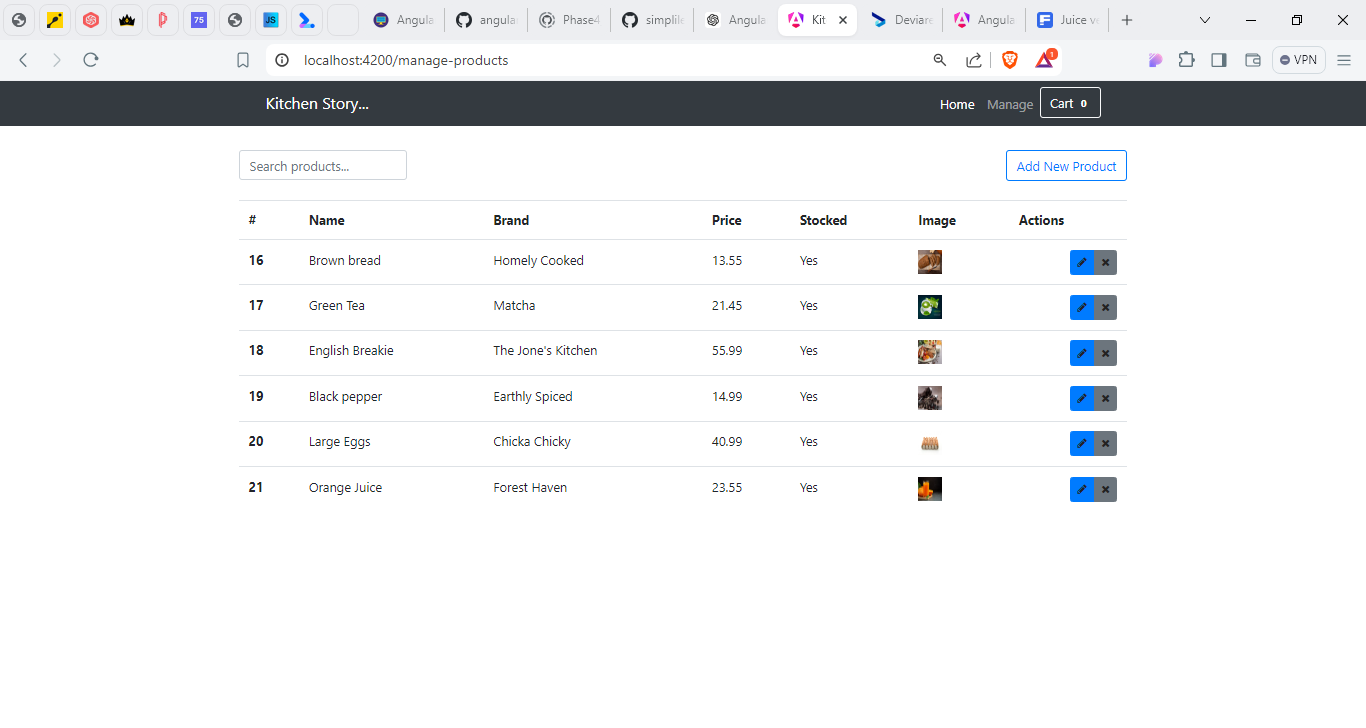 75 JS Angula angula Phase4 simplile Angula Kit Deviare Angula Juice ve
localhost:4200/manage-products 1 VPN
Kitchen Story... Home Manage Cart 0
Search products... Add New Product
# Name Brand Price Stocked Image Actions
16 Brown bread Homely Cooked 13.55 Yes
17 Green Tea Matcha 21.45 Yes
18 English Breakie The Jone's Kitchen 55.99 Yes
19 Black pepper Earthly Spiced 14.99 Yes
20 Large Eggs Chicka Chicky 40.99 Yes
21 Orange Juice Forest Haven 23.55 Yes